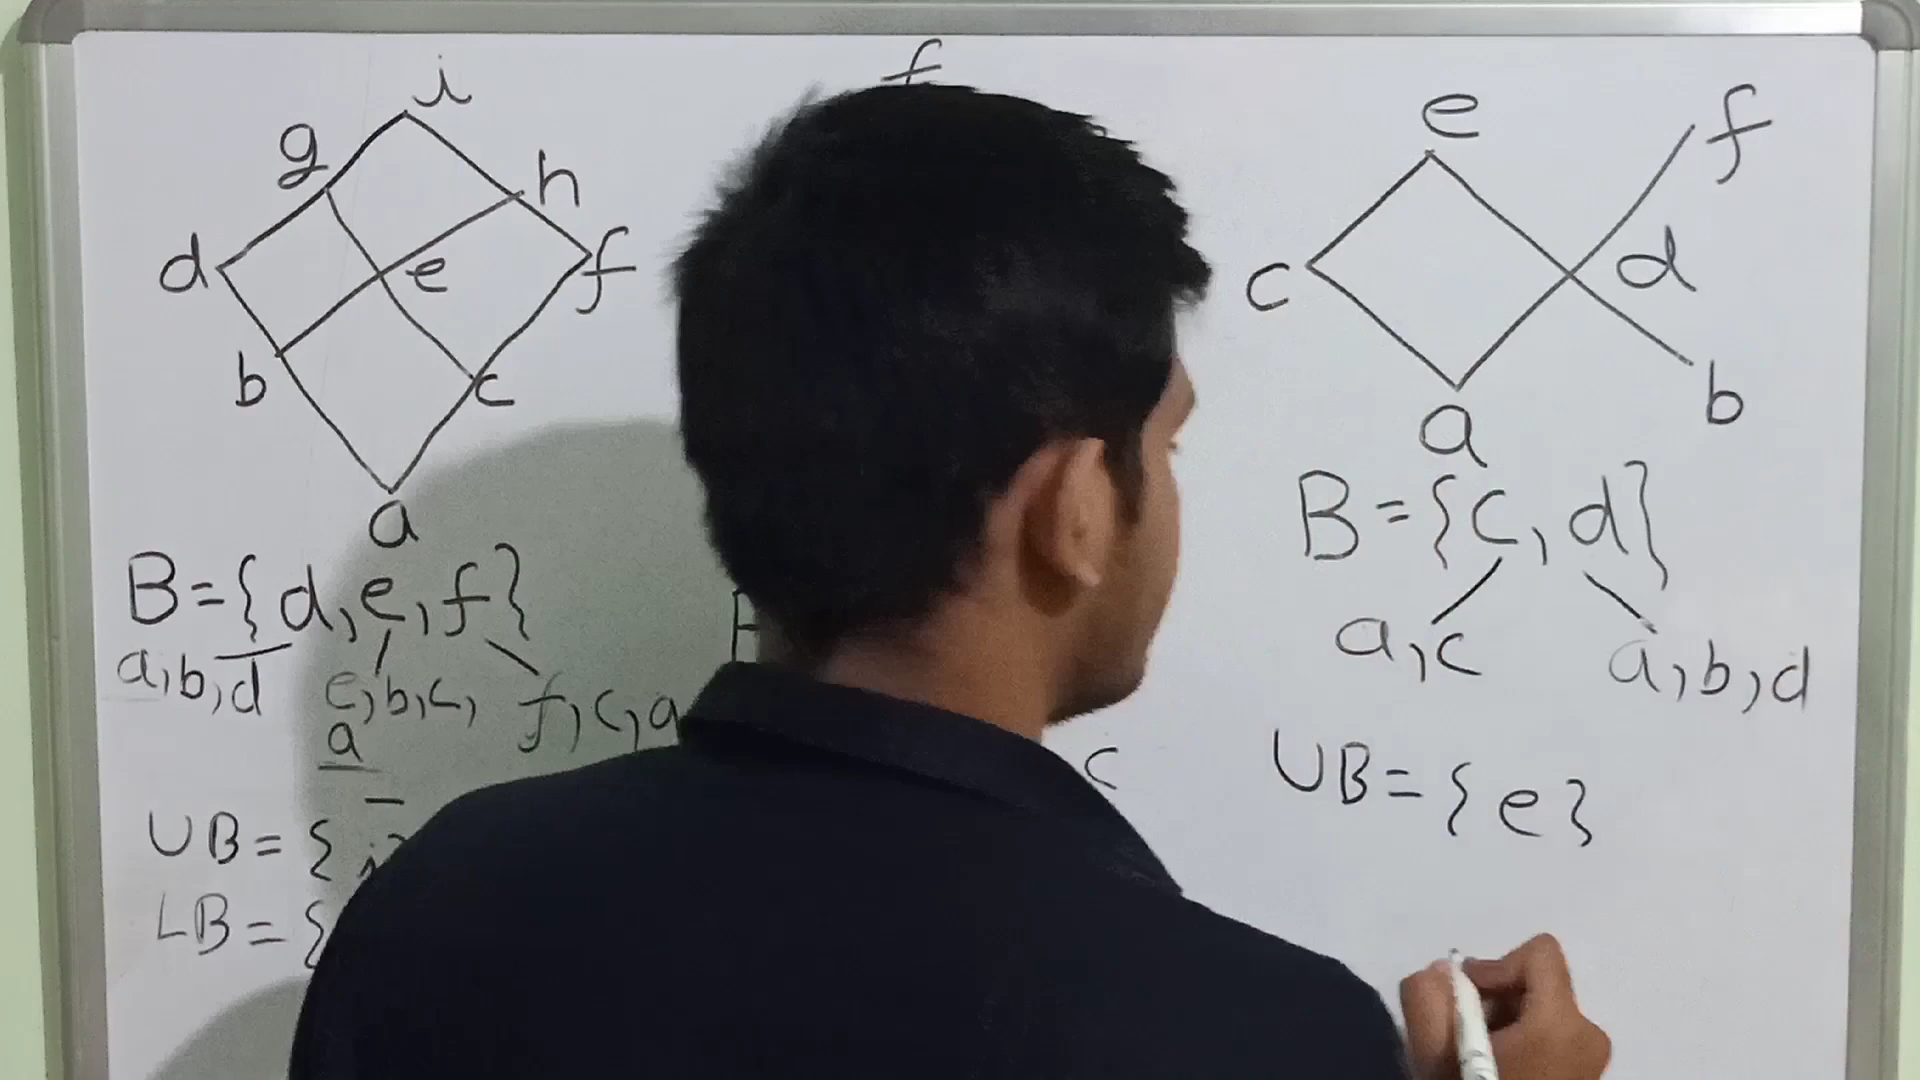 i
g
h
d
e
f
b
c
a
B={d,e,f}
a,b,d
e,b,c,
a
f,c,a
UB={i}
LB={
f
c
e
f
c
d
a
b
B={c,d}
a,c
a,b,d
UB={e}